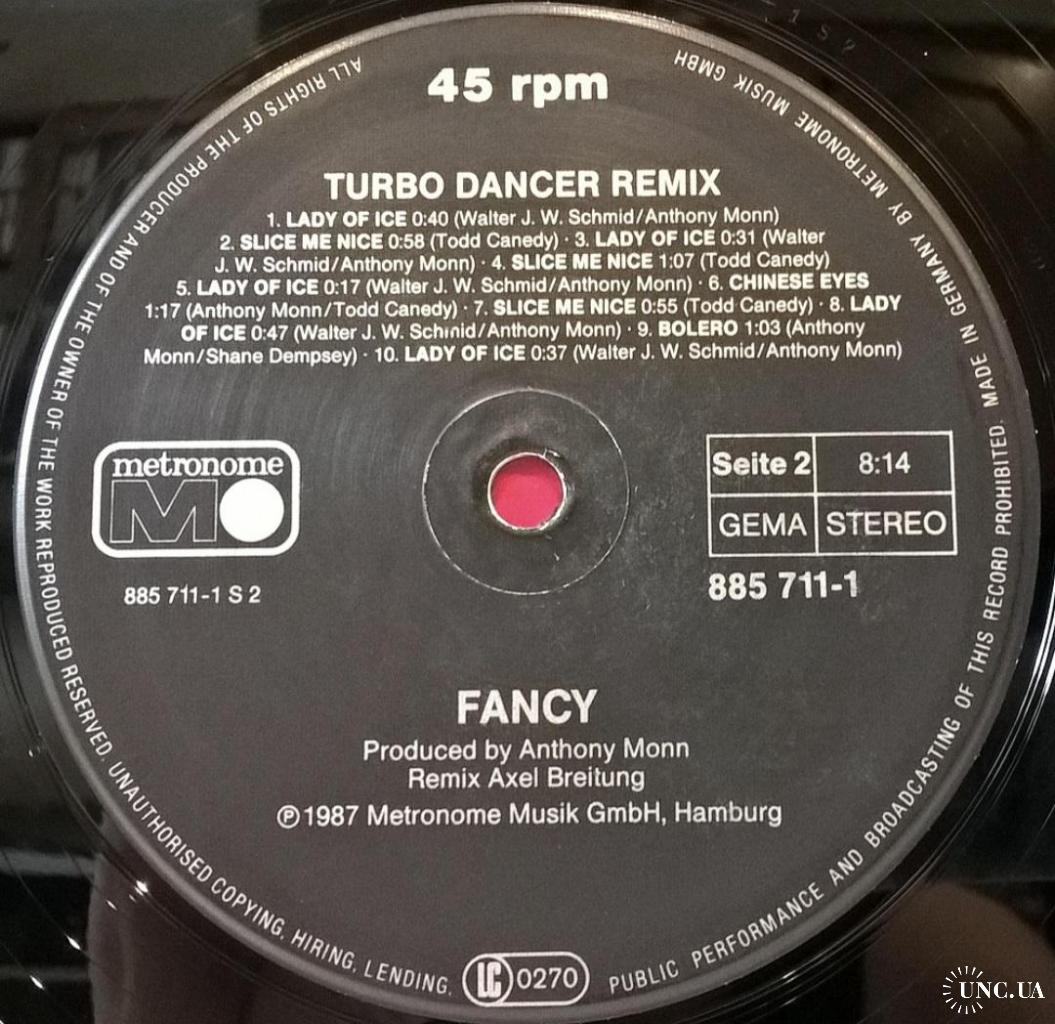 45 rpm
TURBO DANCER REMIX
1. LADY OF ICE 0:40 (Walter J. W. Schmid/Anthony Monn)
2. SLICE ME NICE 0:58 (Todd Canedy) · 3. LADY OF ICE 0:31 (Walter
J. W. Schmid/Anthony Monn) · 4. SLICE ME NICE 1:07 (Todd Canedy)
5. LADY OF ICE 0:17 (Walter J. W. Schmid/Anthony Monn) · 6. CHINESE EYES
1:17 (Anthony Monn/Todd Canedy) · 7. SLICE ME NICE 0:55 (Todd Canedy) · 8. LADY
OF ICE 0:47 (Walter J. W. Schmid/Anthony Monn) · 9. BOLERO 1:03 (Anthony
Monn/Shane Dempsey) · 10. LADY OF ICE 0:37 (Walter J. W. Schmid/Anthony Monn)
metronome
M
885 711-1 S 2
Seite 2 8:14
GEMA STEREO
885 711-1
FANCY
Produced by Anthony Monn
Remix Axel Breitung
℗ 1987 Metronome Musik GmbH, Hamburg
LC 0270
ALL RIGHTS OF THE PRODUCER AND OF THE OWNER OF THE WORK REPRODUCED RESERVED. UNAUTHORISED COPYING, HIRING, LENDING, PUBLIC PERFORMANCE AND BROADCASTING OF THIS RECORD PROHIBITED. MADE IN GERMANY BY METRONOME MUSIK GMBH
UNC.UA